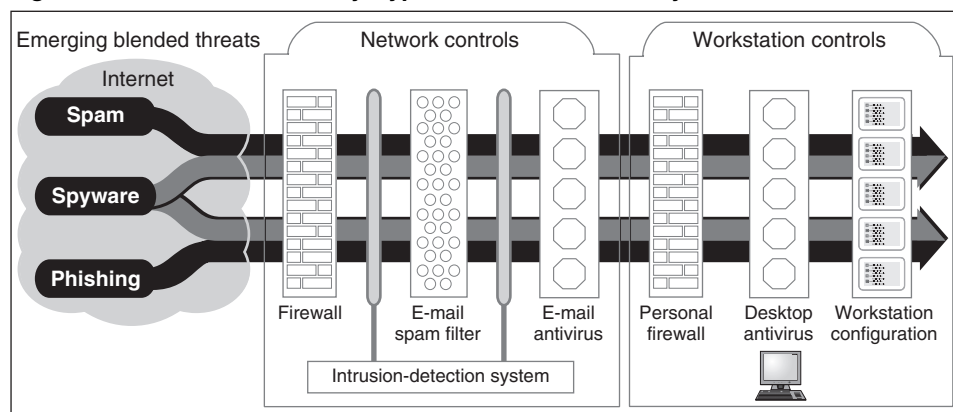 Emerging blended threats
Network controls
Workstation controls
Internet
Spam
Spyware
Phishing
Firewall
E-mail
spam filter
E-mail
antivirus
Personal
firewall
Desktop
antivirus
Workstation
configuration
Intrusion-detection system